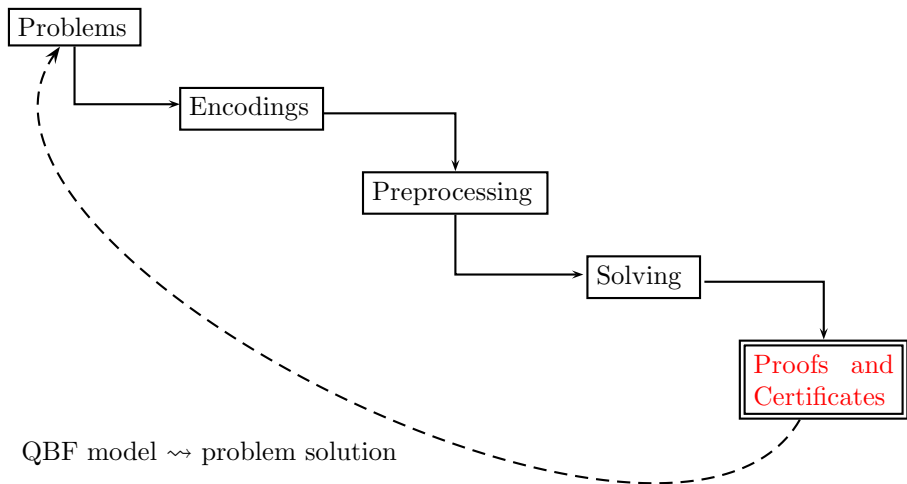 Problems
Encodings
Preprocessing
Solving
Proofs and
Certificates
QBF model ⇝ problem solution